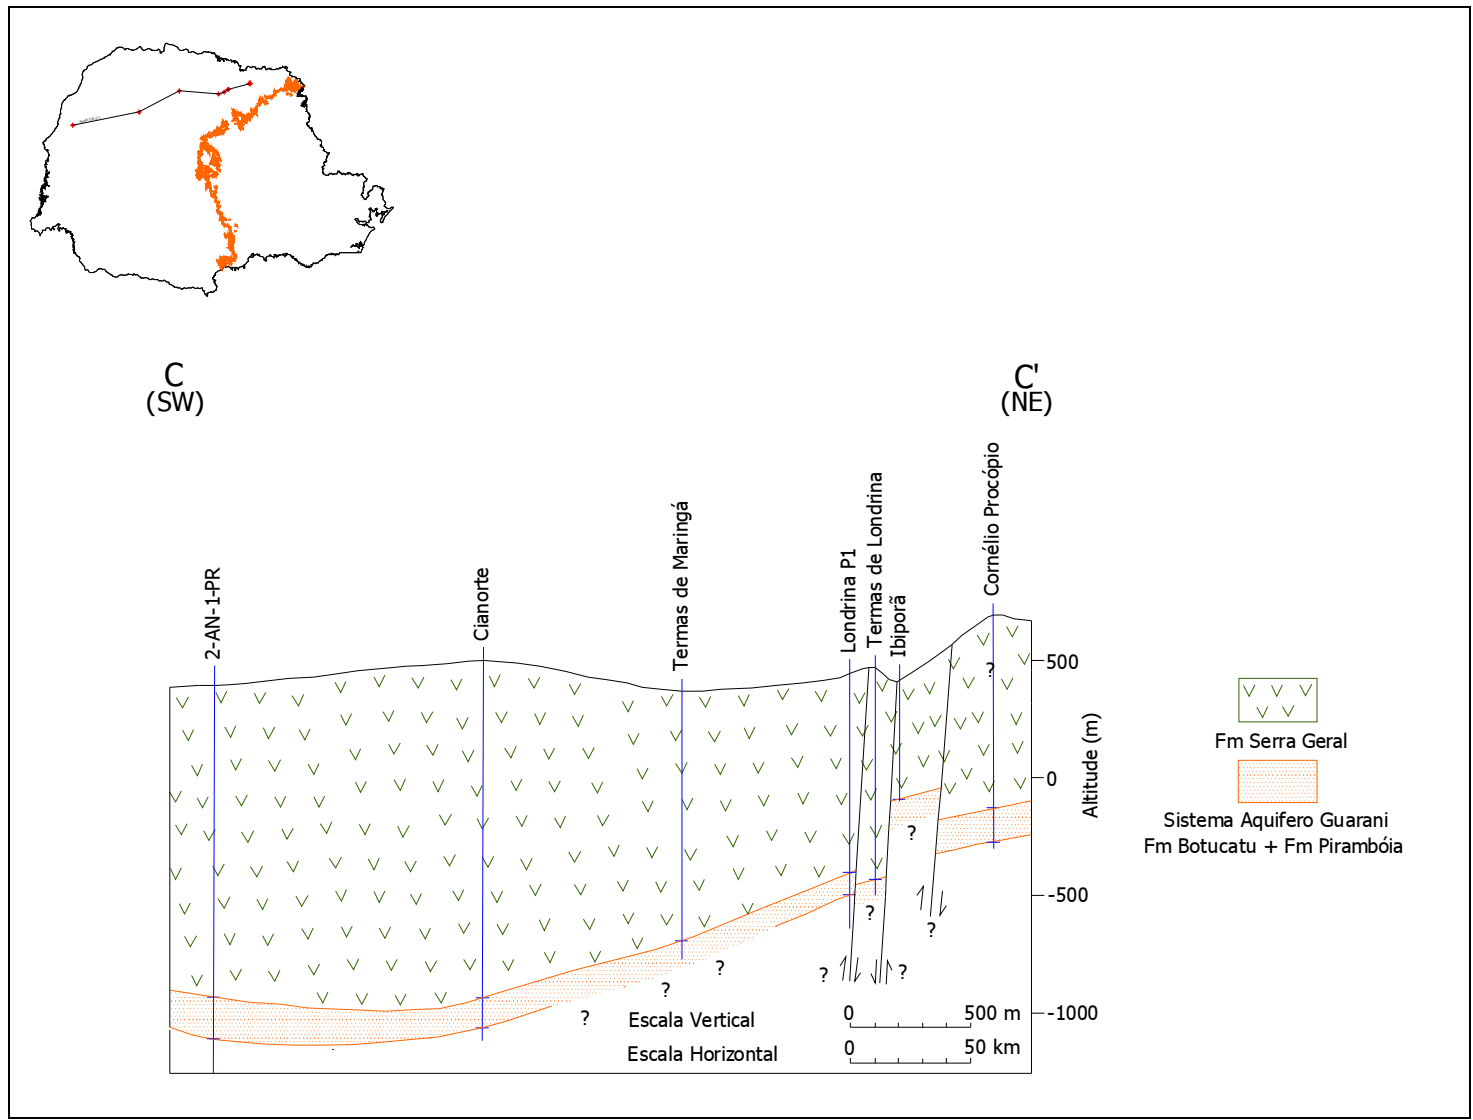 C
(SW)
C'
(NE)
2-AN-1-PR
Cianorte
Termas de Maringá
Londrina P1
Termas de Londrina
Ibiporã
Cornélio Procópio
500
0
-500
-1000
Altitude (m)
?
?
?
?
?
?
?
?
?
Fm Serra Geral
Sistema Aquifero Guarani
Fm Botucatu + Fm Pirambóia
Escala Vertical
0
500 m
Escala Horizontal
0
50 km